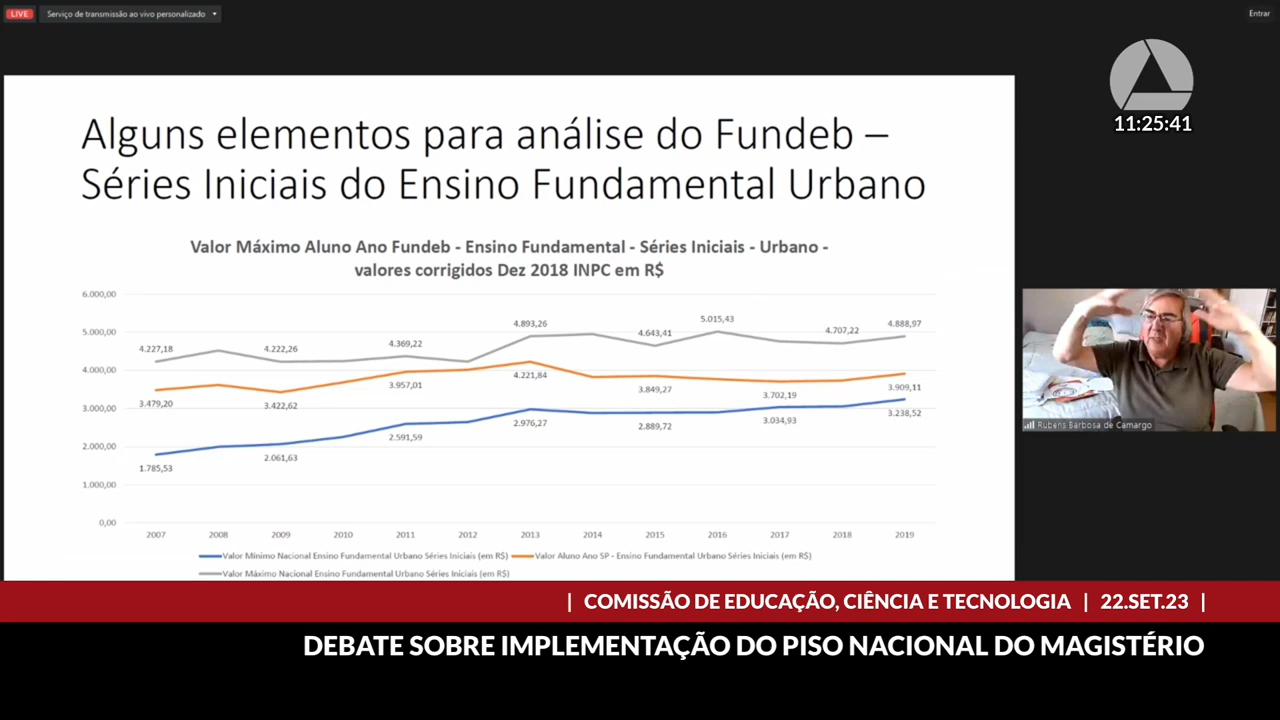 LIVE
Serviço de transmissão ao vivo personalizado
Entrar
11:25:41
Alguns elementos para análise do Fundeb –
Séries Iniciais do Ensino Fundamental Urbano
Valor Máximo Aluno Ano Fundeb - Ensino Fundamental - Séries Iniciais - Urbano -
valores corrigidos Dez 2018 INPC em R$
6.000,00
5.000,00
4.000,00
3.000,00
2.000,00
1.000,00
0,00
4.227,18
4.222,26
4.369,22
4.893,26
4.643,41
5.015,43
4.707,22
4.888,97
3.479,20
3.422,62
3.957,01
4.221,84
3.849,27
3.702,19
3.909,11
1.785,53
2.061,63
2.591,59
2.976,27
2.889,72
3.034,93
3.238,52
2007 2008 2009 2010 2011 2012 2013 2014 2015 2016 2017 2018 2019
Valor Mínimo Nacional Ensino Fundamental Urbano Séries Iniciais (em R$) Valor Aluno Ano SP - Ensino Fundamental Urbano Séries Iniciais (em R$)
Valor Máximo Nacional Ensino Fundamental Urbano Séries Iniciais (em R$)
Rubens Barbosa de Camargo
| COMISSÃO DE EDUCAÇÃO, CIÊNCIA E TECNOLOGIA | 22.SET.23 |
DEBATE SOBRE IMPLEMENTAÇÃO DO PISO NACIONAL DO MAGISTÉRIO